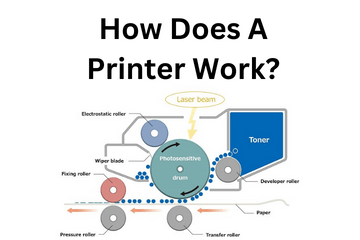 How Does A
Printer Work?
Laser beam
Electrostatic roller
Toner
Wiper blade
Photosensitive
drum
Fixing roller
Developer roller
Paper
Pressure roller
Transfer roller